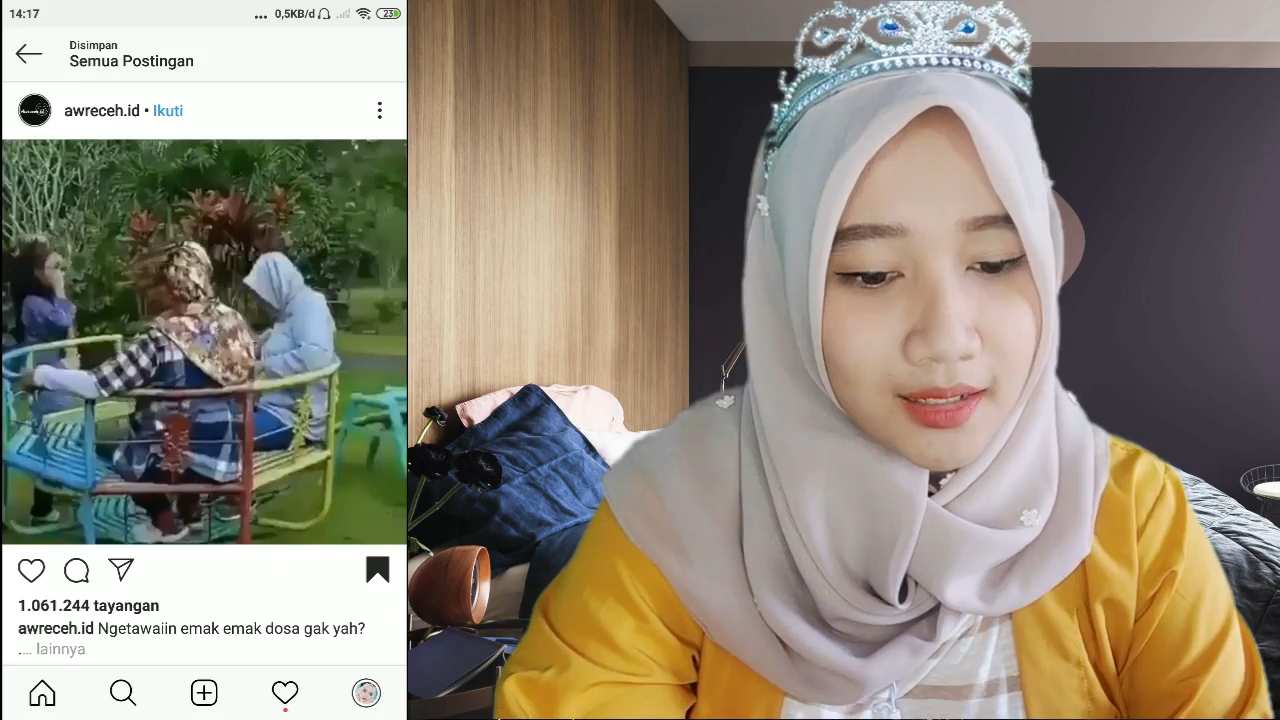 14:17
... 0,5KB/d
23
Disimpan
Semua Postingan
awreceh.id • Ikuti
1.061.244 tayangan
awreceh.id Ngetawaiin emak emak dosa gak yah?
.... lainnya